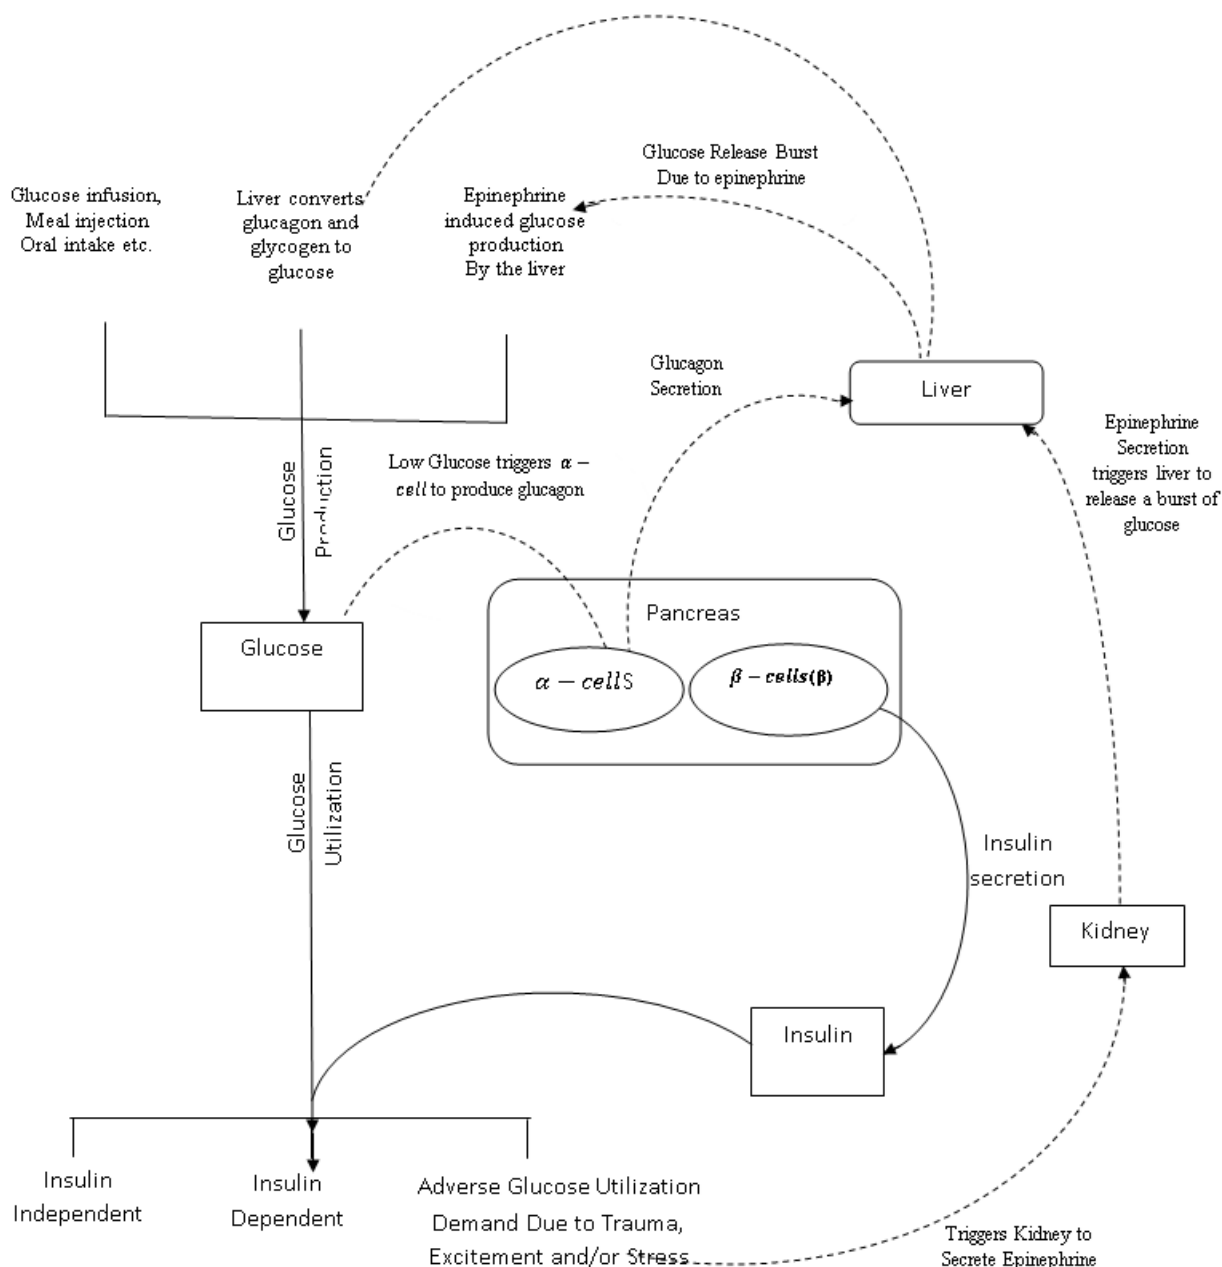 Glucose Release Burst
Due to epinephrine
Glucose infusion,
Meal injection
Oral intake etc.
Liver converts
glucagon and
glycogen to
glucose
Epinephrine
induced glucose
production
By the liver
Glucagon
Secretion
Liver
Epinephrine
Secretion
triggers liver to
release a burst of
glucose
Low Glucose triggers α −
cell to produce glucagon
Glucose
Production
Pancreas
Glucose
α − cellS
β − cells(β)
Glucose
Utilization
Insulin
secretion
Kidney
Insulin
Insulin
Independent
Insulin
Dependent
Adverse Glucose Utilization
Demand Due to Trauma,
Excitement and/or Stress
Triggers Kidney to
Secrete Epinephrine